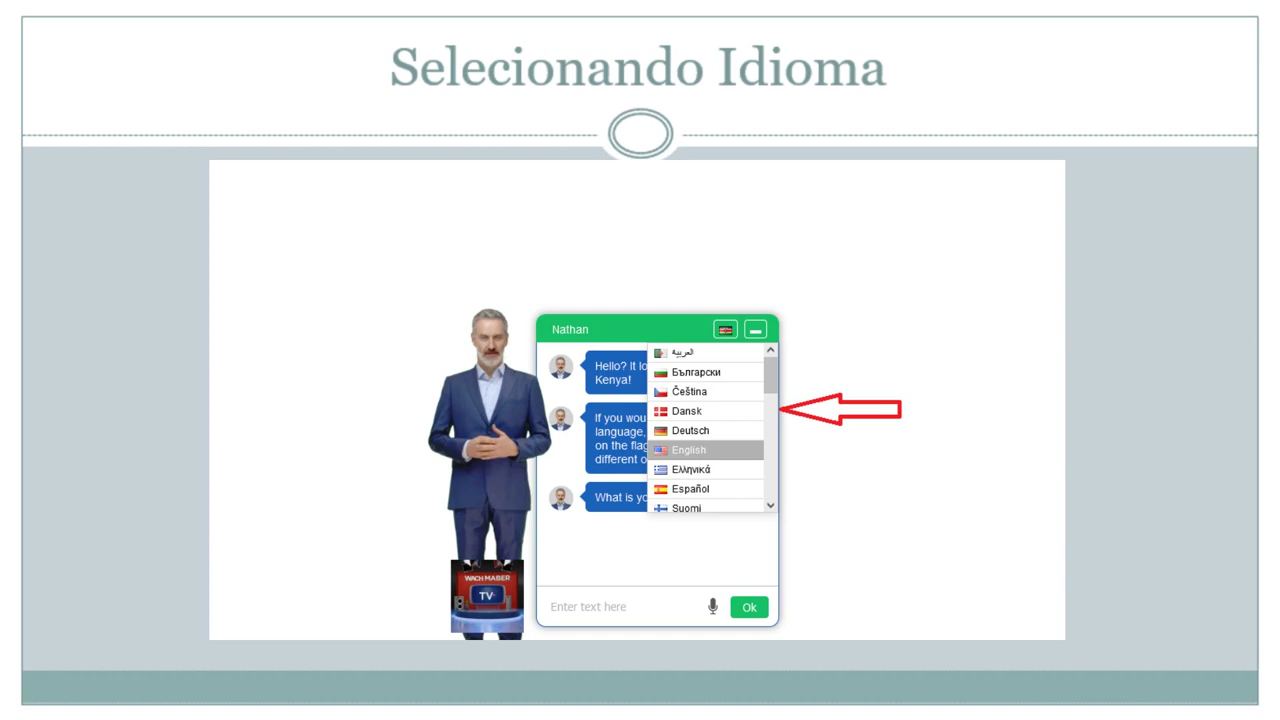 Selecionando Idioma
Nathan
Hello? It lo
Kenya!
If you wou
language,
on the flag
different o
What is yo
العربية
Български
Čeština
Dansk
Deutsch
English
Ελληνικά
Español
Suomi
WACH MABER
TV
Enter text here
Ok